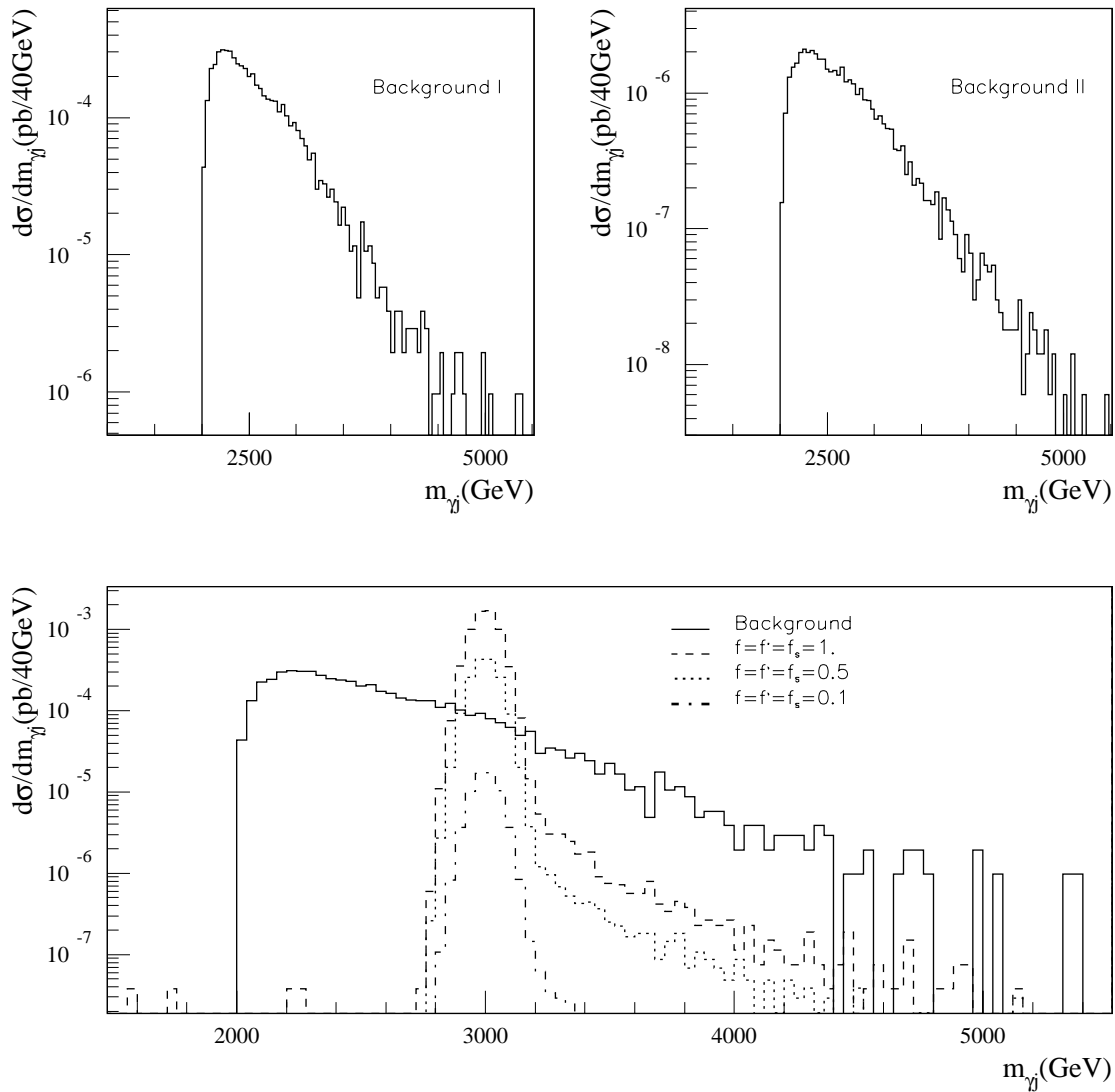 dσ/dm_γj(pb/40GeV)
10^-4
10^-5
10^-6
Background I
2500
5000
m_γj(GeV)
dσ/dm_γj(pb/40GeV)
10^-6
10^-7
10^-8
Background II
2500
5000
m_γj(GeV)
dσ/dm_γj(pb/40GeV)
10^-3
10^-4
10^-5
10^-6
10^-7
Background
f=f'=f_s=1.
f=f'=f_s=0.5
f=f'=f_s=0.1
2000
3000
4000
5000
m_γj(GeV)